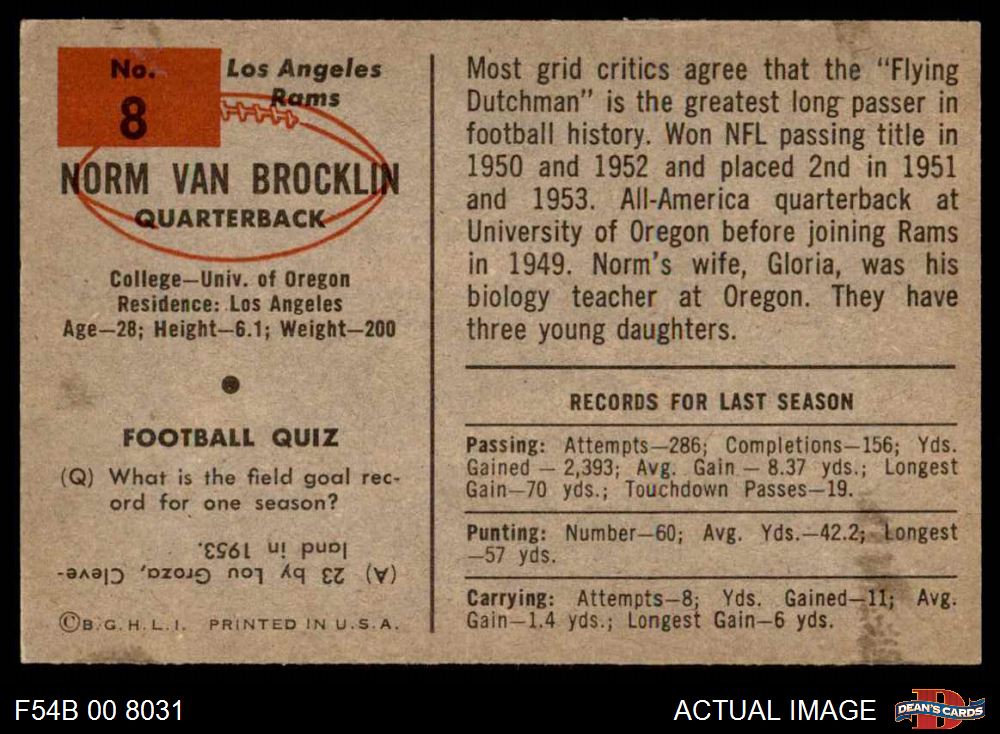 No.
8
Los Angeles
Rams
NORM VAN BROCKLIN
QUARTERBACK
College—Univ. of Oregon
Residence: Los Angeles
Age—28; Height—6.1; Weight—200
FOOTBALL QUIZ
(Q) What is the field goal rec-
ord for one season?
(A) 23 by Lou Groza, Cleve-
land in 1953.
©B.G.H.L.I. PRINTED IN U.S.A.
Most grid critics agree that the "Flying
Dutchman" is the greatest long passer in
football history. Won NFL passing title in
1950 and 1952 and placed 2nd in 1951
and 1953. All-America quarterback at
University of Oregon before joining Rams
in 1949. Norm's wife, Gloria, was his
biology teacher at Oregon. They have
three young daughters.
RECORDS FOR LAST SEASON
Passing: Attempts—286; Completions—156; Yds.
Gained — 2,393; Avg. Gain — 8.37 yds.; Longest
Gain—70 yds.; Touchdown Passes—19.
Punting: Number—60; Avg. Yds.—42.2; Longest
—57 yds.
Carrying: Attempts—8; Yds. Gained—11; Avg.
Gain—1.4 yds.; Longest Gain—6 yds.
F54B 00 8031
ACTUAL IMAGE
D
DEAN'S CARDS